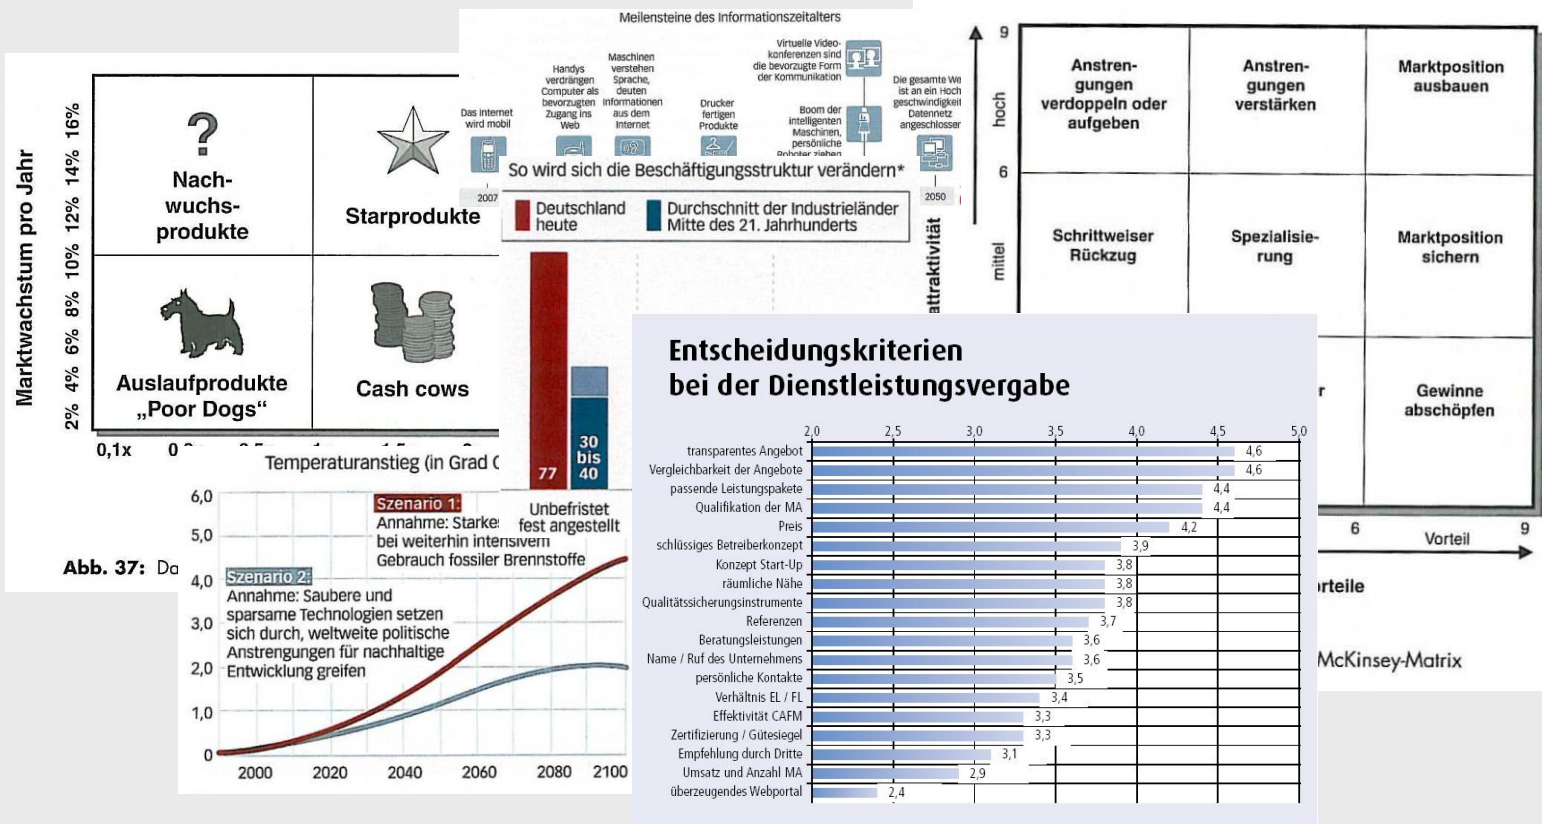 Marktwachstum pro Jahr
16%
14%
12%
10%
8%
6%
4%
2%
?
Nach-
wuchs-
produkte
Starprodukte
Auslaufprodukte
„Poor Dogs“
Cash cows
0,1x
Abb. 37:
Meilensteine des Informationszeitalters
Das Internet
wird mobil
2007
Handys
verdrängen
Computer als
bevorzugten
Zugang ins
Web
Maschinen
verstehen
Sprache,
deuten
Informationen
aus dem
Internet
Drucker
fertigen
Produkte
Virtuelle Video-
konferenzen sind
die bevorzugte Form
der Kommunikation
Boom der
intelligenten
Maschinen,
persönliche
Roboter ziehen
Die gesamte We
ist an ein Hoch
geschwindigkeit
Datennetz
angeschlosser
2050
So wird sich die Beschäftigungsstruktur verändern*
Deutschland
heute
Durchschnitt der Industrieländer
Mitte des 21. Jahrhunderts
77
30
bis
40
Unbefristet
fest angestellt
Temperaturanstieg (in Grad
6,0
5,0
4,0
3,0
2,0
1,0
0
Szenario 1:
Annahme: Starkes
bei weiterhin intensivem
Gebrauch fossiler Brennstoffe
Szenario 2:
Annahme: Saubere und
sparsame Technologien setzen
sich durch, weltweite politische
Anstrengungen für nachhaltige
Entwicklung greifen
2000 2020 2040 2060 2080 2100
9
hoch
6
mittel
attraktivität
Anstren-
gungen
verdoppeln oder
aufgeben
Anstren-
gungen
verstärken
Marktposition
ausbauen
Schrittweiser
Rückzug
Spezialisie-
rung
Marktposition
sichern
Gewinne
abschöpfen
6 9
Vorteil
orteile
McKinsey-Matrix
Entscheidungskriterien
bei der Dienstleistungsvergabe
2,0 2,5 3,0 3,5 4,0 4,5 5,0
transparentes Angebot 4,6
Vergleichbarkeit der Angebote 4,6
passende Leistungspakete 4,4
Qualifikation der MA 4,4
Preis 4,2
schlüssiges Betreiberkonzept 3,9
Konzept Start-Up 3,8
räumliche Nähe 3,8
Qualitätssicherungsinstrumente 3,8
Referenzen 3,7
Beratungsleistungen 3,6
Name / Ruf des Unternehmens 3,6
persönliche Kontakte 3,5
Verhältnis EL / FL 3,4
Effektivität CAFM 3,3
Zertifizierung / Gütesiegel 3,3
Empfehlung durch Dritte 3,1
Umsatz und Anzahl MA 2,9
überzeugendes Webportal 2,4